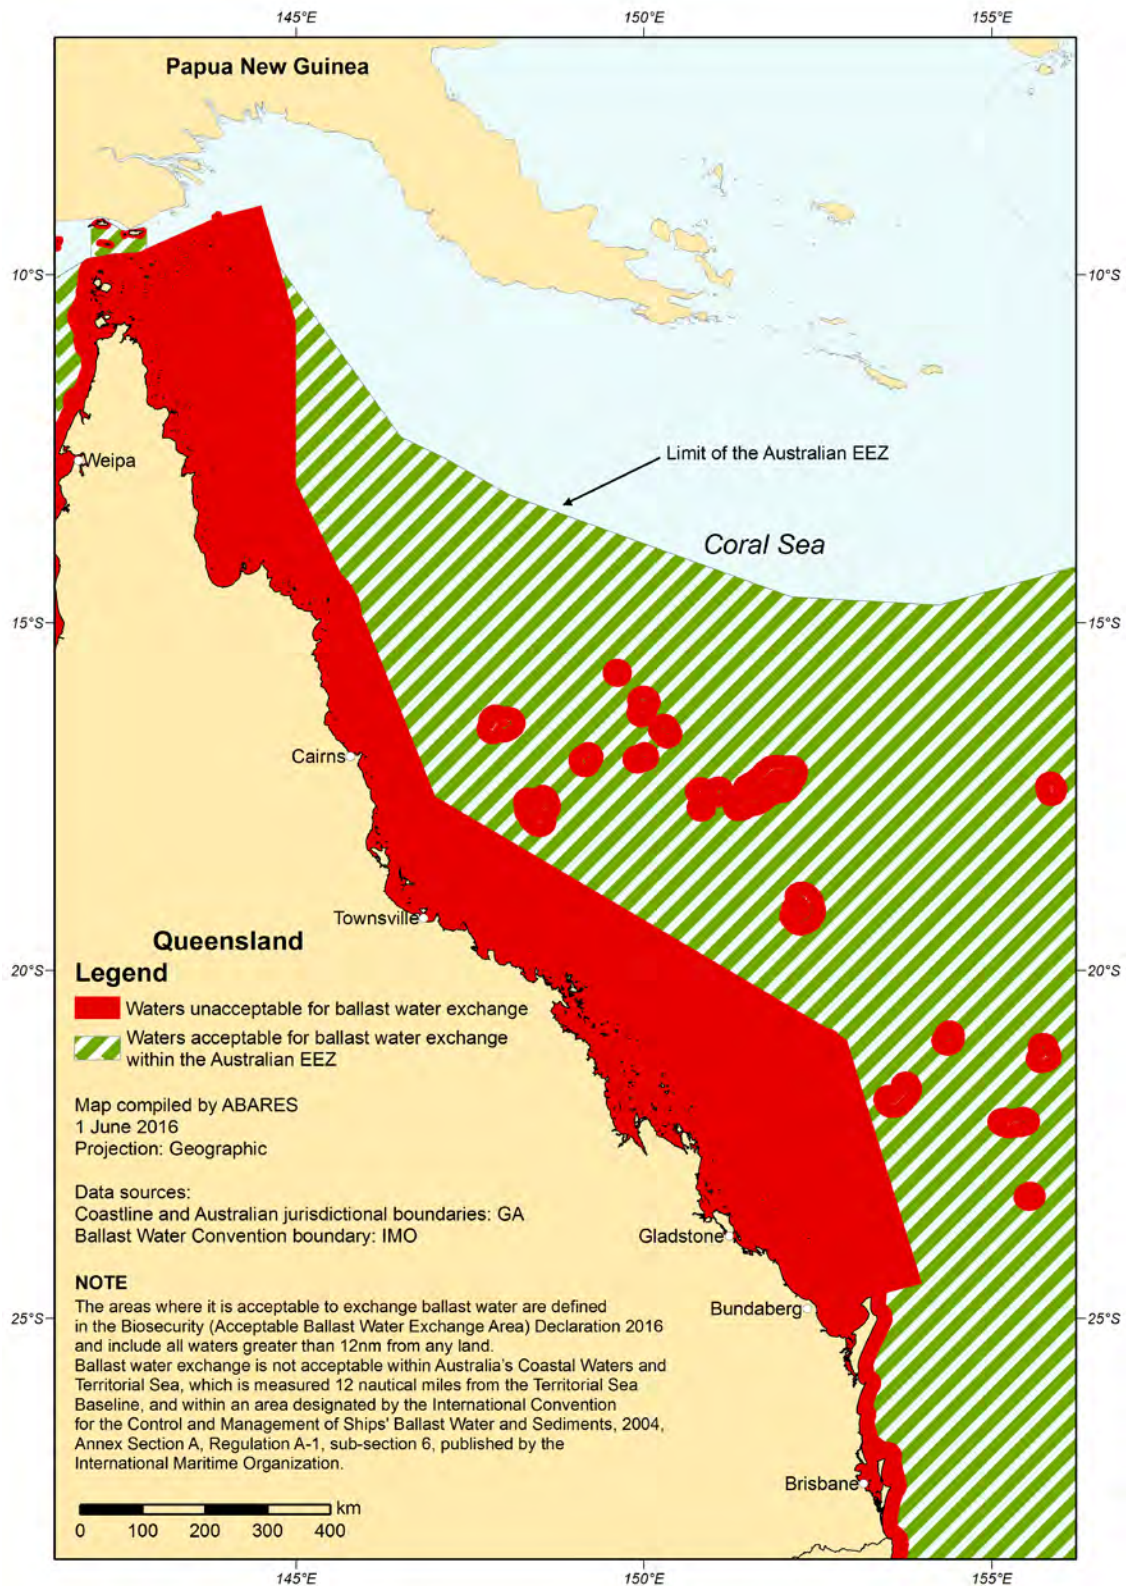 145°E
150°E
155°E
Papua New Guinea
10°S
10°S
Limit of the Australian EEZ
Weipa
Coral Sea
15°S
15°S
Cairns
Townsville
Queensland
20°S
20°S
Legend
Waters unacceptable for ballast water exchange
Waters acceptable for ballast water exchange
within the Australian EEZ
Map compiled by ABARES
1 June 2016
Projection: Geographic
Data sources:
Coastline and Australian jurisdictional boundaries: GA
Ballast Water Convention boundary: IMO
Gladstone
Bundaberg
25°S
25°S
NOTE
The areas where it is acceptable to exchange ballast water are defined
in the Biosecurity (Acceptable Ballast Water Exchange Area) Declaration 2016
and include all waters greater than 12nm from any land.
Ballast water exchange is not acceptable within Australia's Coastal Waters and
Territorial Sea, which is measured 12 nautical miles from the Territorial Sea
Baseline, and within an area designated by the International Convention
for the Control and Management of Ships' Ballast Water and Sediments, 2004,
Annex Section A, Regulation A-1, sub-section 6, published by the
International Maritime Organization.
Brisbane
km
0 100 200 300 400
145°E
150°E
155°E